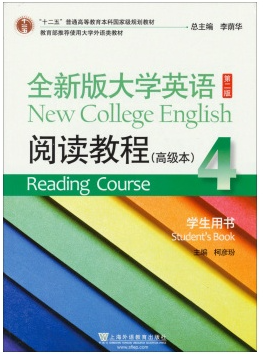 "十二五"普通高等教育本科国家级规划教材
教育部推荐使用大学外语类教材
总主编 李荫华
全新版大学英语 第二版
New College English
阅读教程(高级本) 4
Reading Course
学生用书
Student's Book
主编 柯彦玢
上海外语教育出版社
www.sflep.com